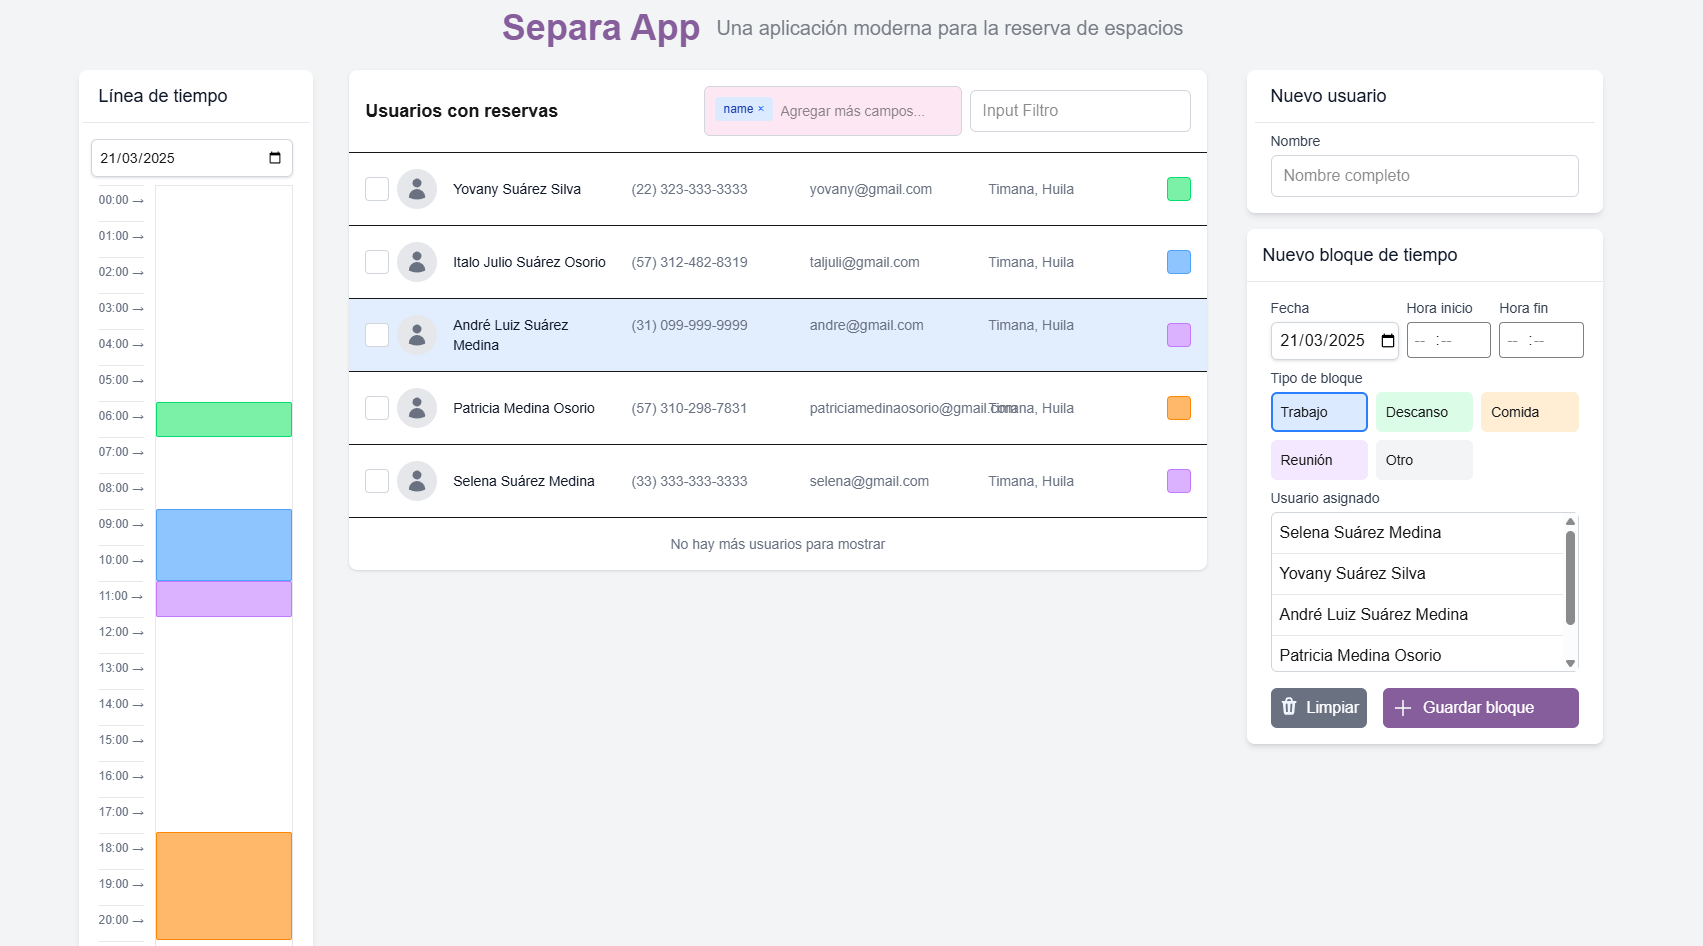 Separa App Una aplicación moderna para la reserva de espacios
Línea de tiempo
21/03/2025
00:00 →
01:00 →
02:00 →
03:00 →
04:00 →
05:00 →
06:00 →
07:00 →
08:00 →
09:00 →
10:00 →
11:00 →
12:00 →
13:00 →
14:00 →
15:00 →
16:00 →
17:00 →
18:00 →
19:00 →
20:00 →
Usuarios con reservas
name × Agregar más campos...
Input Filtro
Yovany Suárez Silva (22) 323-333-3333 yovany@gmail.com Timana, Huila
Italo Julio Suárez Osorio (57) 312-482-8319 taljuli@gmail.com Timana, Huila
André Luiz Suárez (31) 099-999-9999 andre@gmail.com Timana, Huila
Medina
Patricia Medina Osorio (57) 310-298-7831 patriciamedinaosorio@gmail.com Timana, Huila
Selena Suárez Medina (33) 333-333-3333 selena@gmail.com Timana, Huila
No hay más usuarios para mostrar
Nuevo usuario
Nombre
Nombre completo
Nuevo bloque de tiempo
Fecha Hora inicio Hora fin
21/03/2025 -- :-- -- :--
Tipo de bloque
Trabajo Descanso Comida
Reunión Otro
Usuario asignado
Selena Suárez Medina
Yovany Suárez Silva
André Luiz Suárez Medina
Patricia Medina Osorio
Limpiar Guardar bloque